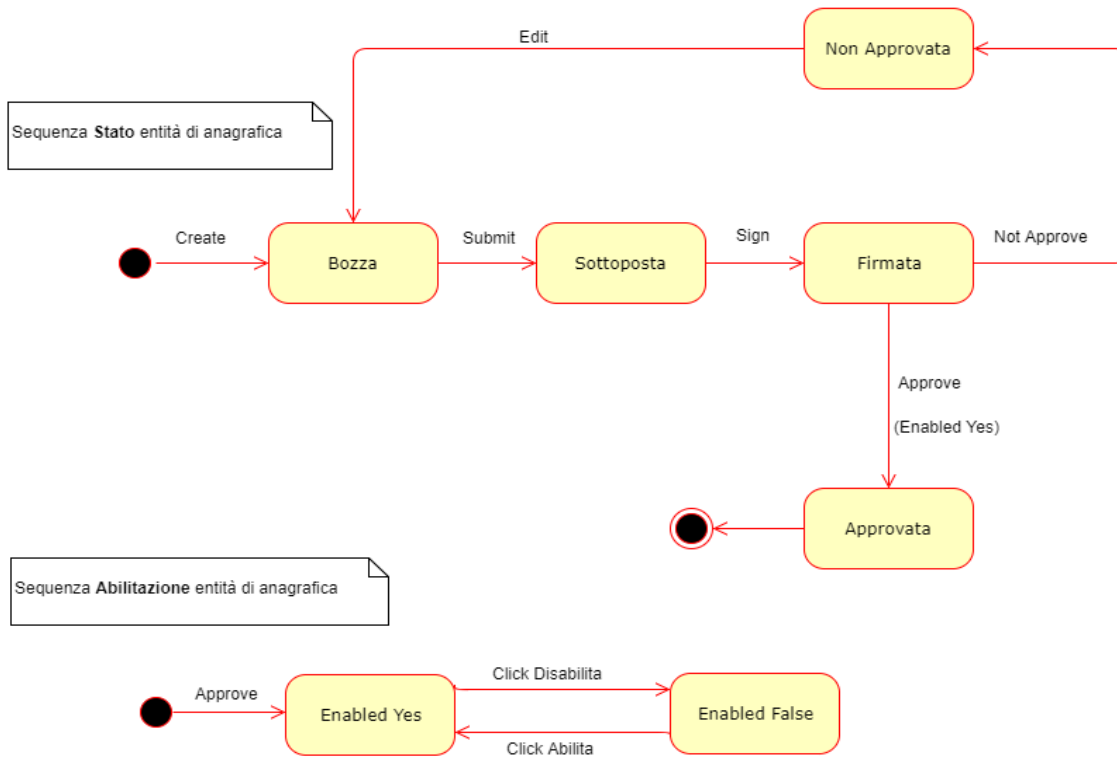 Edit
Non Approvata
Sequenza Stato entità di anagrafica
Create
Bozza
Submit
Sottoposta
Sign
Firmata
Not Approve
Approve
(Enabled Yes)
Approvata
Sequenza Abilitazione entità di anagrafica
Approve
Enabled Yes
Click Disabilita
Click Abilita
Enabled False